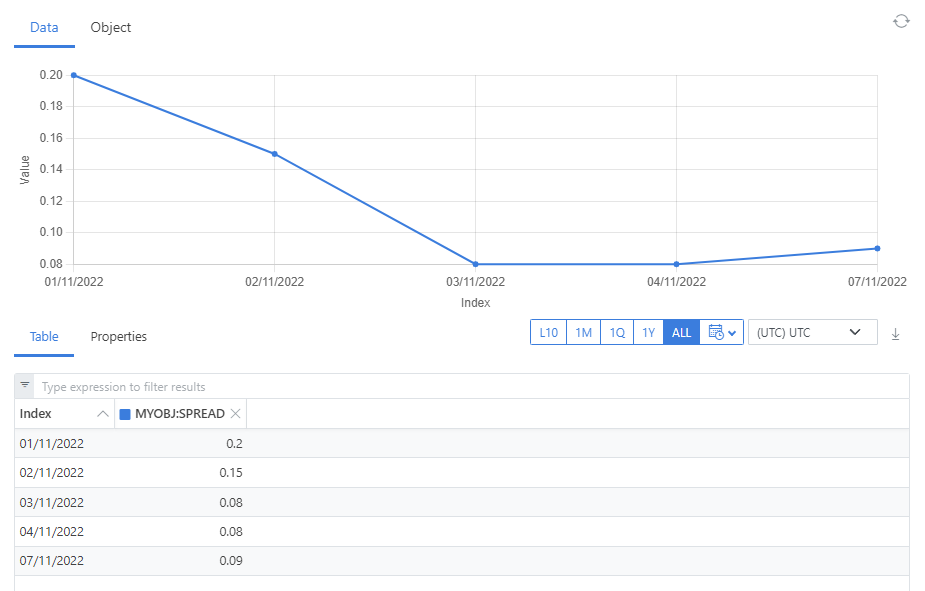 Data Object
0.20
0.18
0.16
0.14
0.12
0.10
0.08
Value
01/11/2022 02/11/2022 03/11/2022 04/11/2022 07/11/2022
Index
Table Properties L10 1M 1Q 1Y ALL (UTC) UTC
Type expression to filter results
Index MYOBJ:SPREAD
01/11/2022 0.2
02/11/2022 0.15
03/11/2022 0.08
04/11/2022 0.08
07/11/2022 0.09